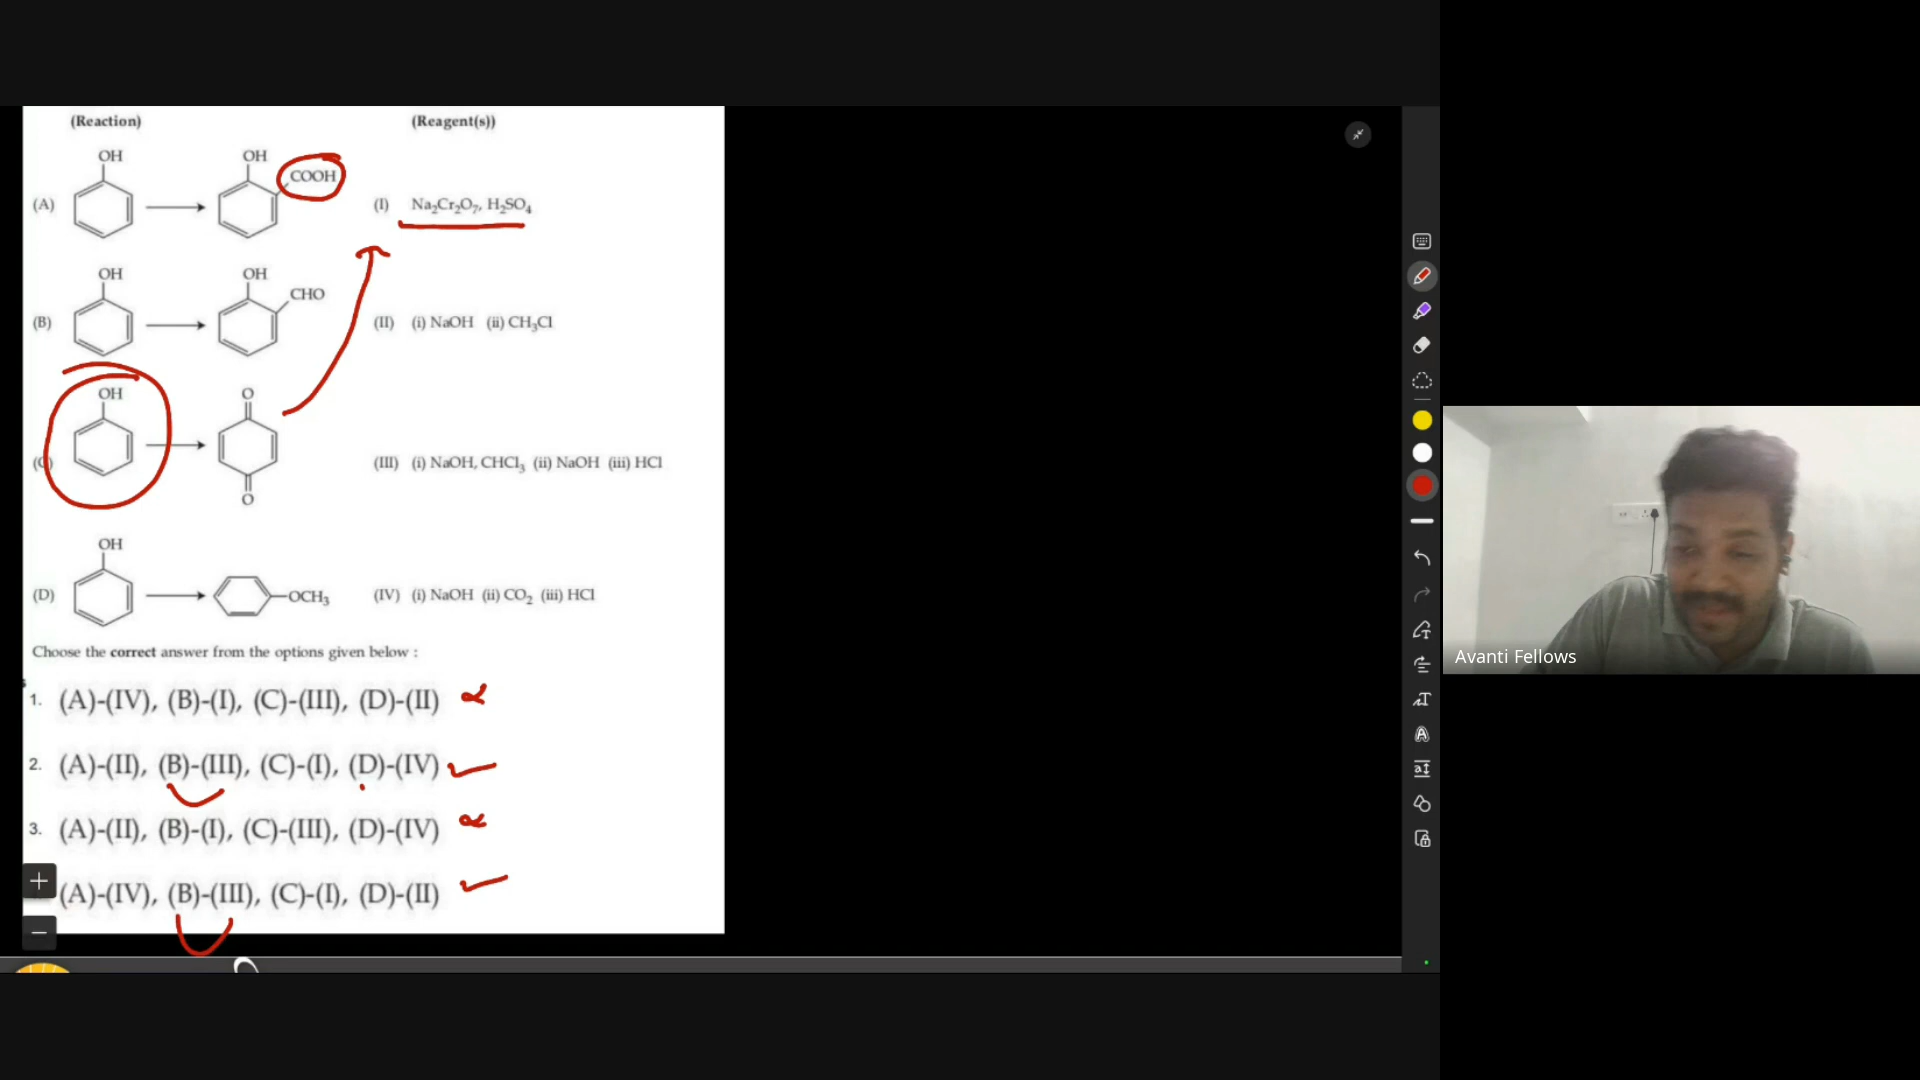 (Reaction) (Reagent(s))
OH OH
COOH
(A) (I) Na₂Cr₂O₇, H₂SO₄
OH OH
CHO
(B) (II) (i) NaOH (ii) CH₃Cl
OH O
(C) (III) (i) NaOH, CHCl₃ (ii) NaOH (iii) HCl
O
OH
(D) OCH₃ (IV) (i) NaOH (ii) CO₂ (iii) HCl
Choose the correct answer from the options given below :
1. (A)-(IV), (B)-(I), (C)-(III), (D)-(II)
2. (A)-(II), (B)-(III), (C)-(I), (D)-(IV)
3. (A)-(II), (B)-(I), (C)-(III), (D)-(IV)
(A)-(IV), (B)-(III), (C)-(I), (D)-(II)
Avanti Fellows